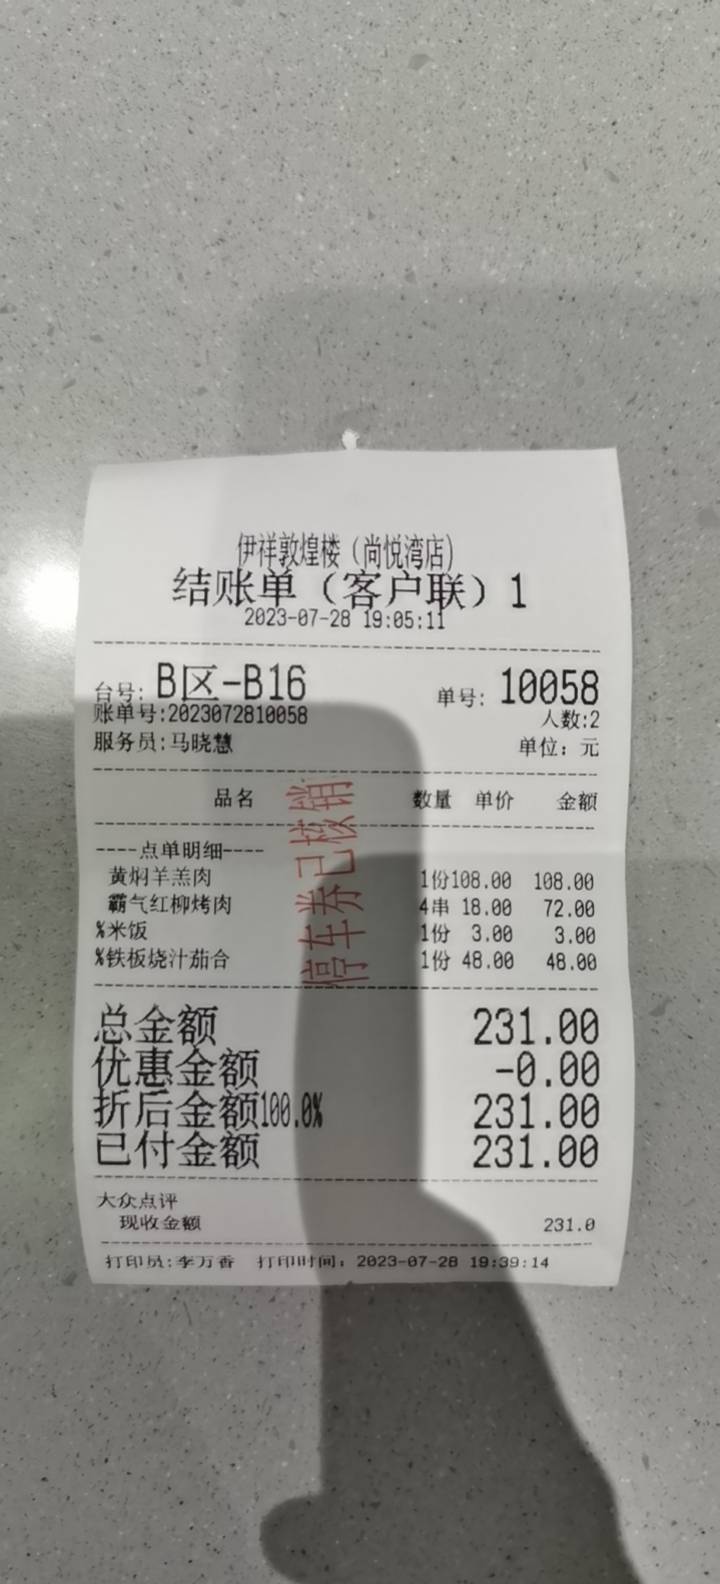 伊祥敦煌楼（尚悦湾店）
结账单（客户联）1
2023-07-28 19:05:11
台号: B区-B16 单号: 10058
账单号:2023072810058 人数:2
服务员:马晓慧 单位：元
品名 数量 单价 金额
----点单明细----
黄焖羊羔肉 1份108.00 108.00
霸气红柳烤肉 4串 18.00 72.00
%米饭 1份 3.00 3.00
%铁板烧汁茄合 1份 48.00 48.00
停车券已核销
总金额 231.00
优惠金额 -0.00
折后金额100.0% 231.00
已付金额 231.00
大众点评
现收金额 231.0
打印员:李万香 打印时间：2023-07-28 19:39:14